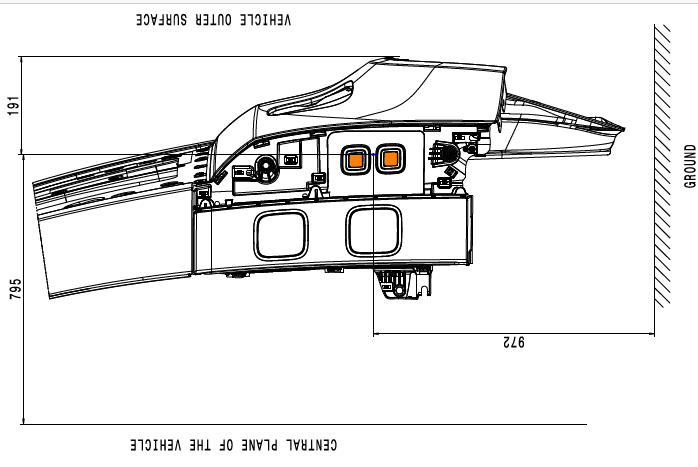 VEHICLE OUTER SURFACE
191
GROUND
795
972
CENTRAL PLANE OF THE VEHICLE